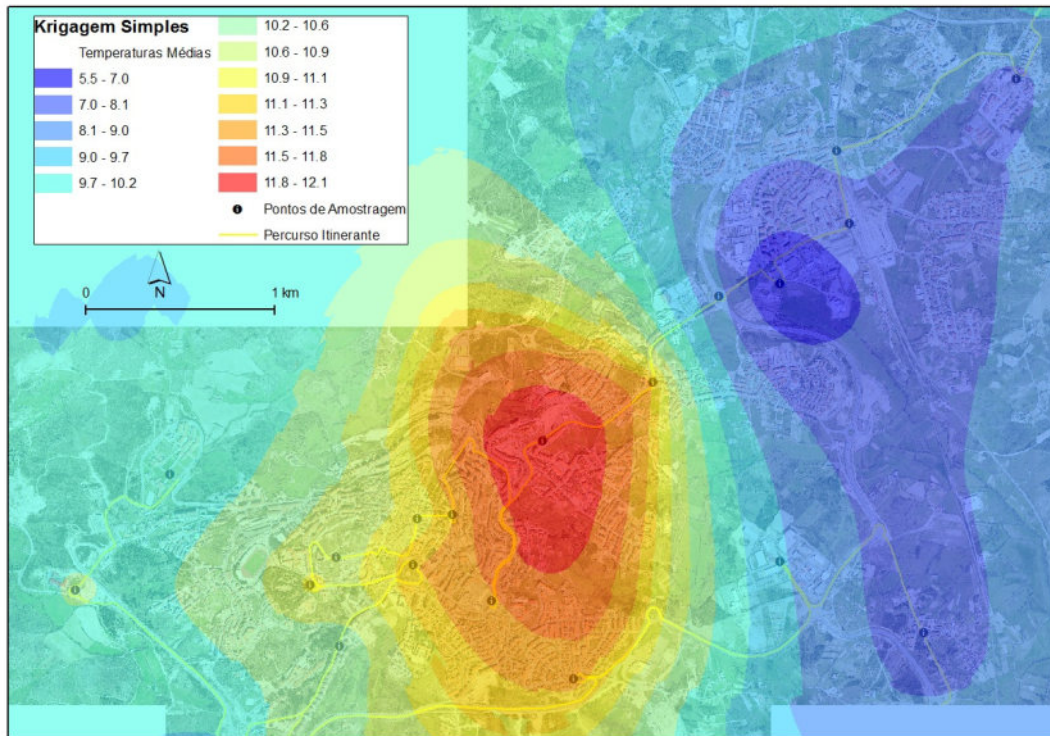 Krigagem Simples
Temperaturas Médias
5.5 - 7.0
7.0 - 8.1
8.1 - 9.0
9.0 - 9.7
9.7 - 10.2
10.2 - 10.6
10.6 - 10.9
10.9 - 11.1
11.1 - 11.3
11.3 - 11.5
11.5 - 11.8
11.8 - 12.1
Pontos de Amostragem
Percurso Itinerante
N
0 1 km